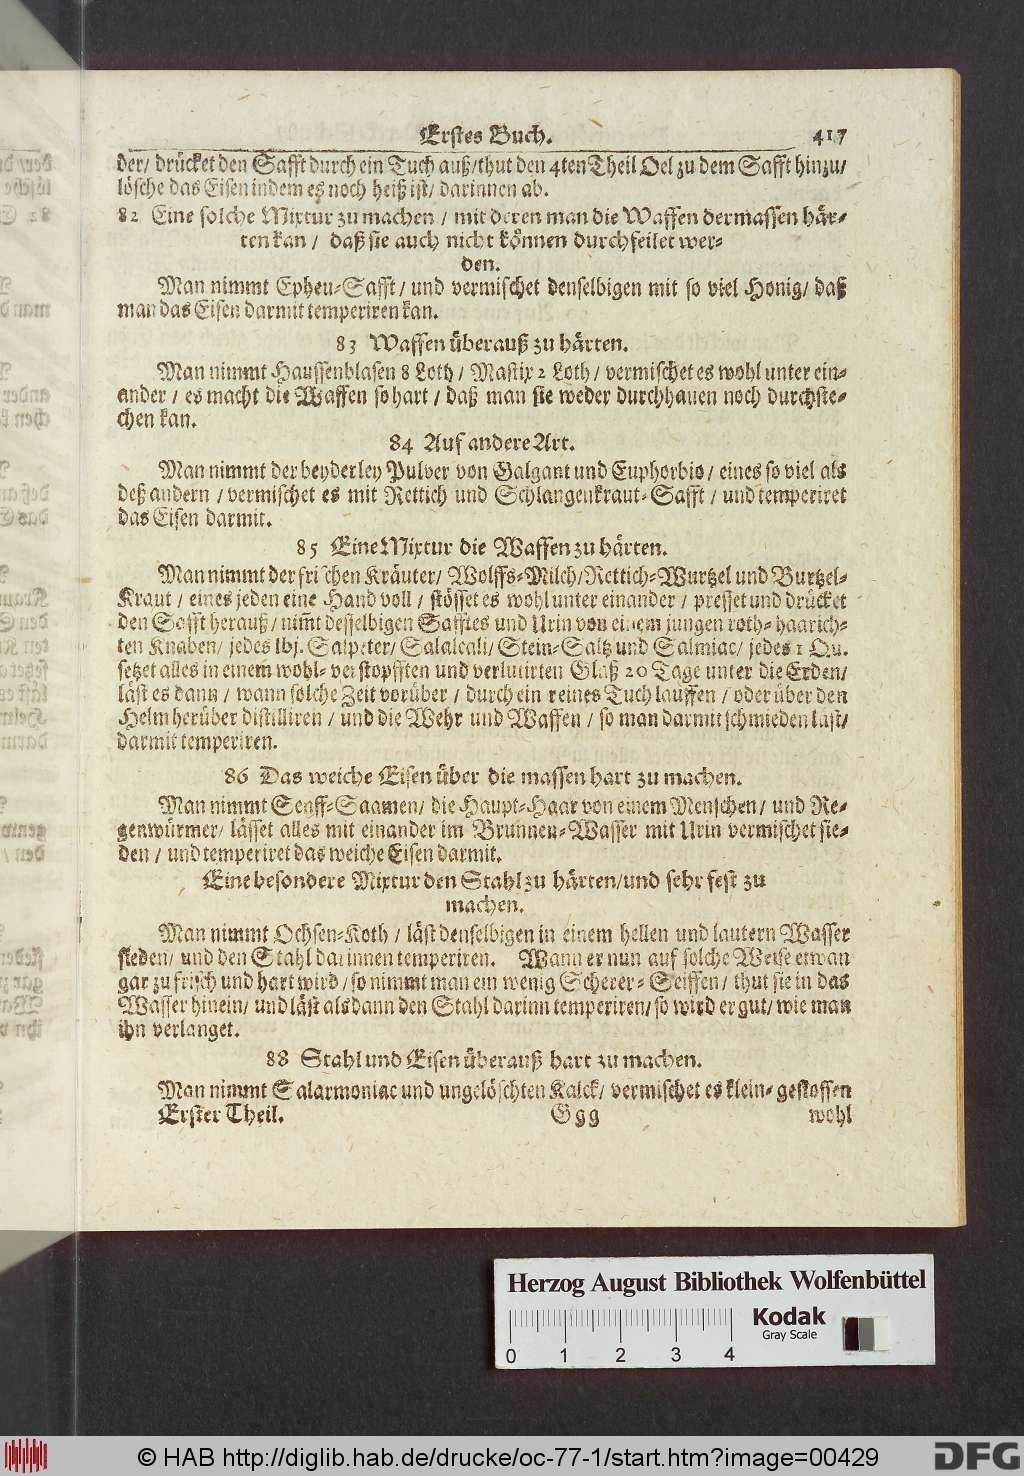 Erstes Buch. 417
der/ drücket den Safft durch ein Tuch auß/thut den 4ten Theil Oel zu dem Safft hinzu/
lösche das Eisen indem es noch heiß ist/ darinnen ab.
82 Eine solche Mixtur zu machen / mit deren man die Waffen dermassen här-
ten kan / daß sie auch nicht können durchfeilet wer-
den.
Man nimmt Epheu-Safft / und vermischet denselbigen mit so viel Honig/ daß
man das Eisen darmit temperiren kan.
83 Waffen überauß zu härten.
Man nimmt Haussenblasen 8 Loth / Mastix 2 Loth / vermischet es wohl unter ein-
ander / es macht die Waffen so hart / daß man sie weder durchhauen noch durchste-
chen kan.
84 Auf andere Art.
Man nimmt der beyderley Pulver von Galgant und Euphorbio / eines so viel als
deß andern / vermischet es mit Rettich und Schlangenkraut-Safft / und temperiret
das Eisen darmit.
85 Eine Mixtur die Waffen zu härten.
Man nimmt der frischen Kräuter/ Wolffs-Milch/Rettich-Wurtzel und Burtzel-
Kraut / eines jeden eine Hand voll / stösset es wohl unter einander / presset und drücket
den Safft herauß / nim̃t desselbigen Safftes und Urin von einem jungen roth-haarich-
ten Knaben/ jedes lbj. Salpeter/ Salalcali/ Stein-Saltz und Salmiac/ jedes 1 Qu.
setzet alles in einem wohl-verstopfften und verlutirten Glaß 20 Tage unter die Erden/
läst es dann / wann solche Zeit vorüber / durch ein reines Tuch lauffen / oder über den
Helm herüber distilliren / und die Wehr und Waffen / so man darmit schmieden läst/
darmit temperiren.
86 Das weiche Eisen über die massen hart zu machen.
Man nimmt Senff-Saamen/ die Haupt-Haar von einem Menschen/ und Re-
genwürmer/ lässet alles mit einander im Brunnen-Wasser mit Urin vermischet sie-
den / und temperiret das weiche Eisen darmit.
Eine besondere Mixtur den Stahl zu härten/und sehr fest zu
machen.
Man nimmt Ochsen-Koth / läst denselbigen in einem hellen und lautern Wasser
sieden/ und den Stahl darinnen temperiren. Wann er nun auf solche Weise etwan
gar zu frisch und hart wird / so nimmt man ein wenig Scherer-Seiffen / thut sie in das
Wasser hinein/ und läst alsdann den Stahl darinn temperiren/ so wird er gut/ wie man
ihn verlanget.
88 Stahl und Eisen überauß hart zu machen.
Man nimmt Salarmoniac und ungelöschten Kalck/ vermischet es klein-gestossen
Erster Theil. Ggg wohl
Herzog August Bibliothek Wolfenbüttel
Kodak
Gray Scale
0 1 2 3 4
© HAB http://diglib.hab.de/drucke/oc-77-1/start.htm?image=00429
DFG